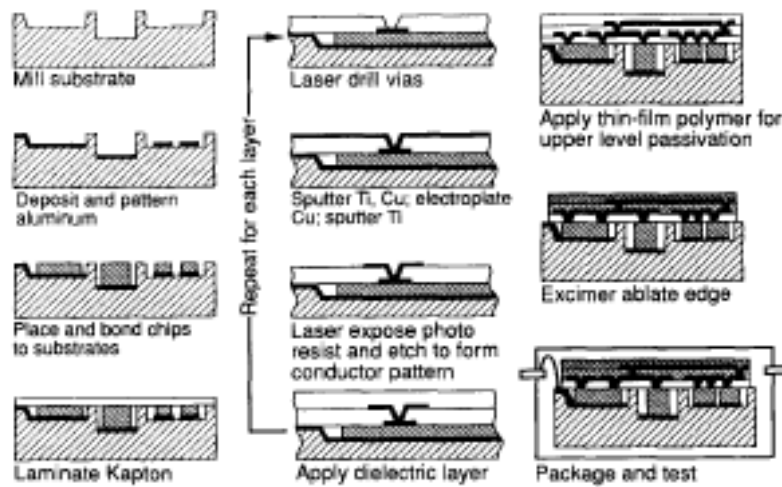 Mill substrate
Deposit and pattern
aluminum
Place and bond chips
to substrates
Laminate Kapton
Repeat for each layer
Laser drill vias
Sputter Ti, Cu; electroplate
Cu; sputter Ti
Laser expose photo
resist and etch to form
conductor pattern
Apply dielectric layer
Apply thin-film polymer for
upper level passivation
Excimer ablate edge
Package and test